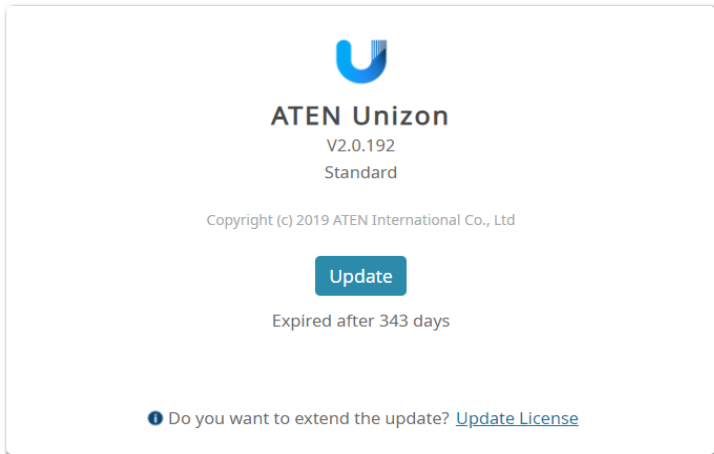 ATEN Unizon
V2.0.192
Standard
Copyright (c) 2019 ATEN International Co., Ltd
Update
Expired after 343 days
Do you want to extend the update? Update License